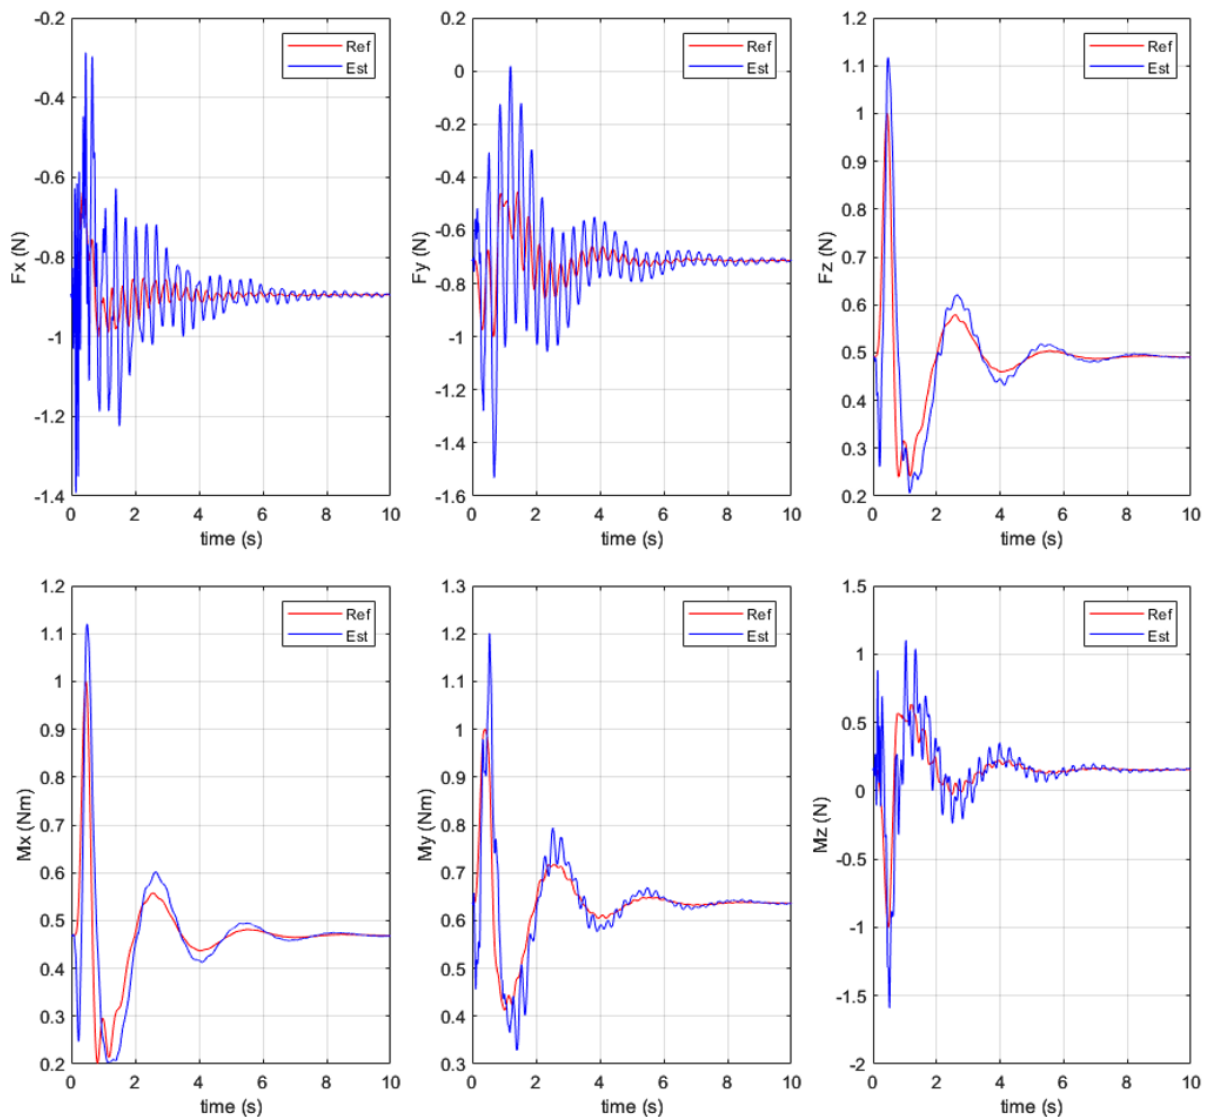 -0.2
-0.4
-0.6
-0.8
-1
-1.2
-1.4
Fx (N)
0 2 4 6 8 10
time (s)
Ref
Est
0.2
0
-0.2
-0.4
-0.6
-0.8
-1
-1.2
-1.4
-1.6
Fy (N)
0 2 4 6 8 10
time (s)
Ref
Est
1.2
1.1
1
0.9
0.8
0.7
0.6
0.5
0.4
0.3
0.2
Fz (N)
0 2 4 6 8 10
time (s)
Ref
Est
1.2
1.1
1
0.9
0.8
0.7
0.6
0.5
0.4
0.3
0.2
Mx (Nm)
0 2 4 6 8 10
time (s)
Ref
Est
1.3
1.2
1.1
1
0.9
0.8
0.7
0.6
0.5
0.4
0.3
My (Nm)
0 2 4 6 8 10
time (s)
Ref
Est
1.5
1
0.5
0
-0.5
-1
-1.5
-2
Mz (N)
0 2 4 6 8 10
time (s)
Ref
Est